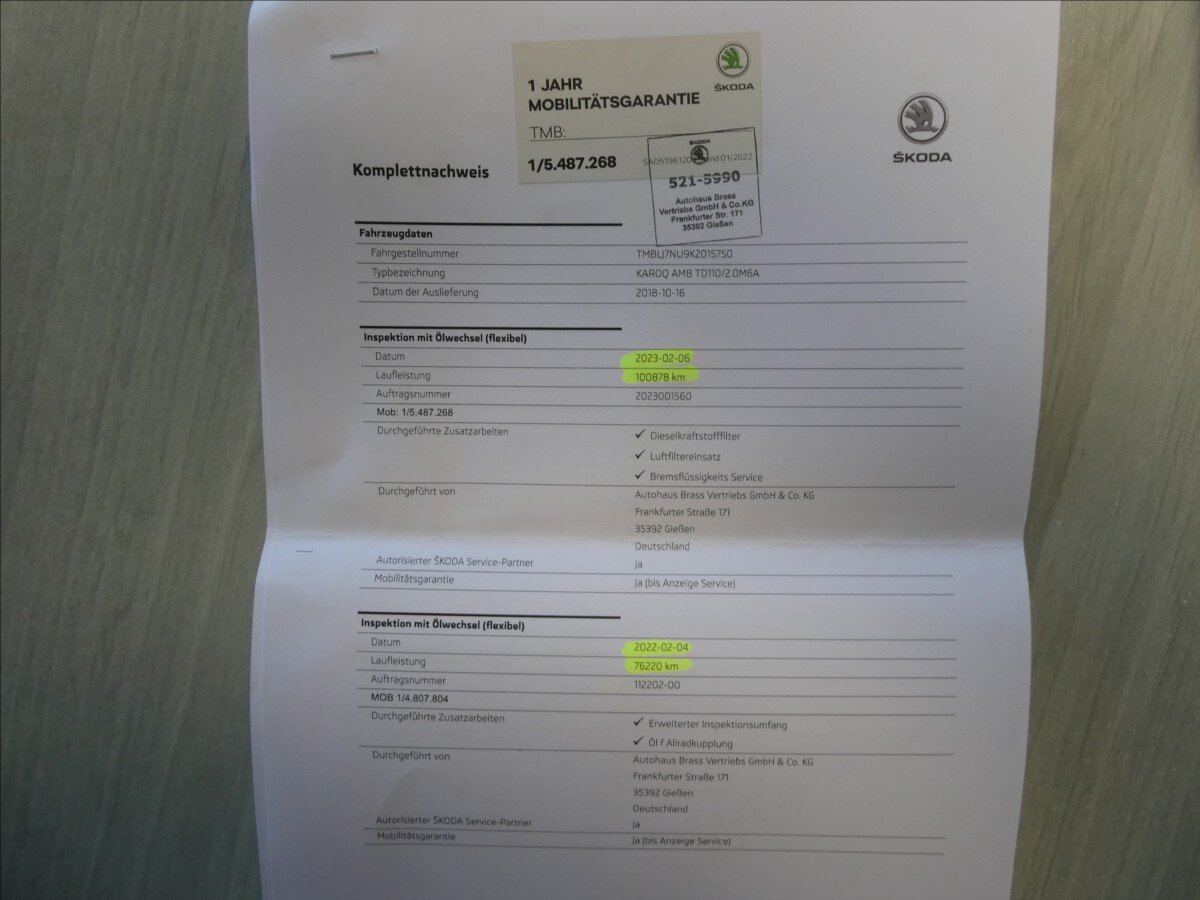 1 JAHR
MOBILITÄTSGARANTIE
ŠKODA
TMB:
1/5.487.268
ŠKODA
521-5990
Autohaus Brass
Vertriebs GmbH & Co.KG
Frankfurter Str. 171
35392 Gießen
ŠKODA
Komplettnachweis
Fahrzeugdaten
Fahrgestellnummer TMBLJ7NU9K2015750
Typbezeichnung KAROQ AMB TD110/2.0M6A
Datum der Auslieferung 2018-10-16
Inspektion mit Ölwechsel (flexibel)
Datum 2023-02-06
Laufleistung 100878 km
Auftragsnummer 2023001560
Mob: 1/5.487.268
Durchgeführte Zusatzarbeiten ✓ Dieselkraftstofffilter
✓ Luftfiltereinsatz
✓ Bremsflüssigkeits Service
Durchgeführt von Autohaus Brass Vertriebs GmbH & Co. KG
Frankfurter Straße 171
35392 Gießen
Deutschland
Autorisierter ŠKODA Service-Partner Ja
Mobilitätsgarantie Ja (bis Anzeige Service)
Inspektion mit Ölwechsel (flexibel)
Datum 2022-02-04
Laufleistung 76220 km
Auftragsnummer 112202-00
MOB 1/4.807.804
Durchgeführte Zusatzarbeiten ✓ Erweiterter Inspektionsumfang
✓ Öl f Allradkupplung
Durchgeführt von Autohaus Brass Vertriebs GmbH & Co. KG
Frankfurter Straße 171
35392 Gießen
Deutschland
Autorisierter ŠKODA Service-Partner Ja
Mobilitätsgarantie Ja (bis Anzeige Service)